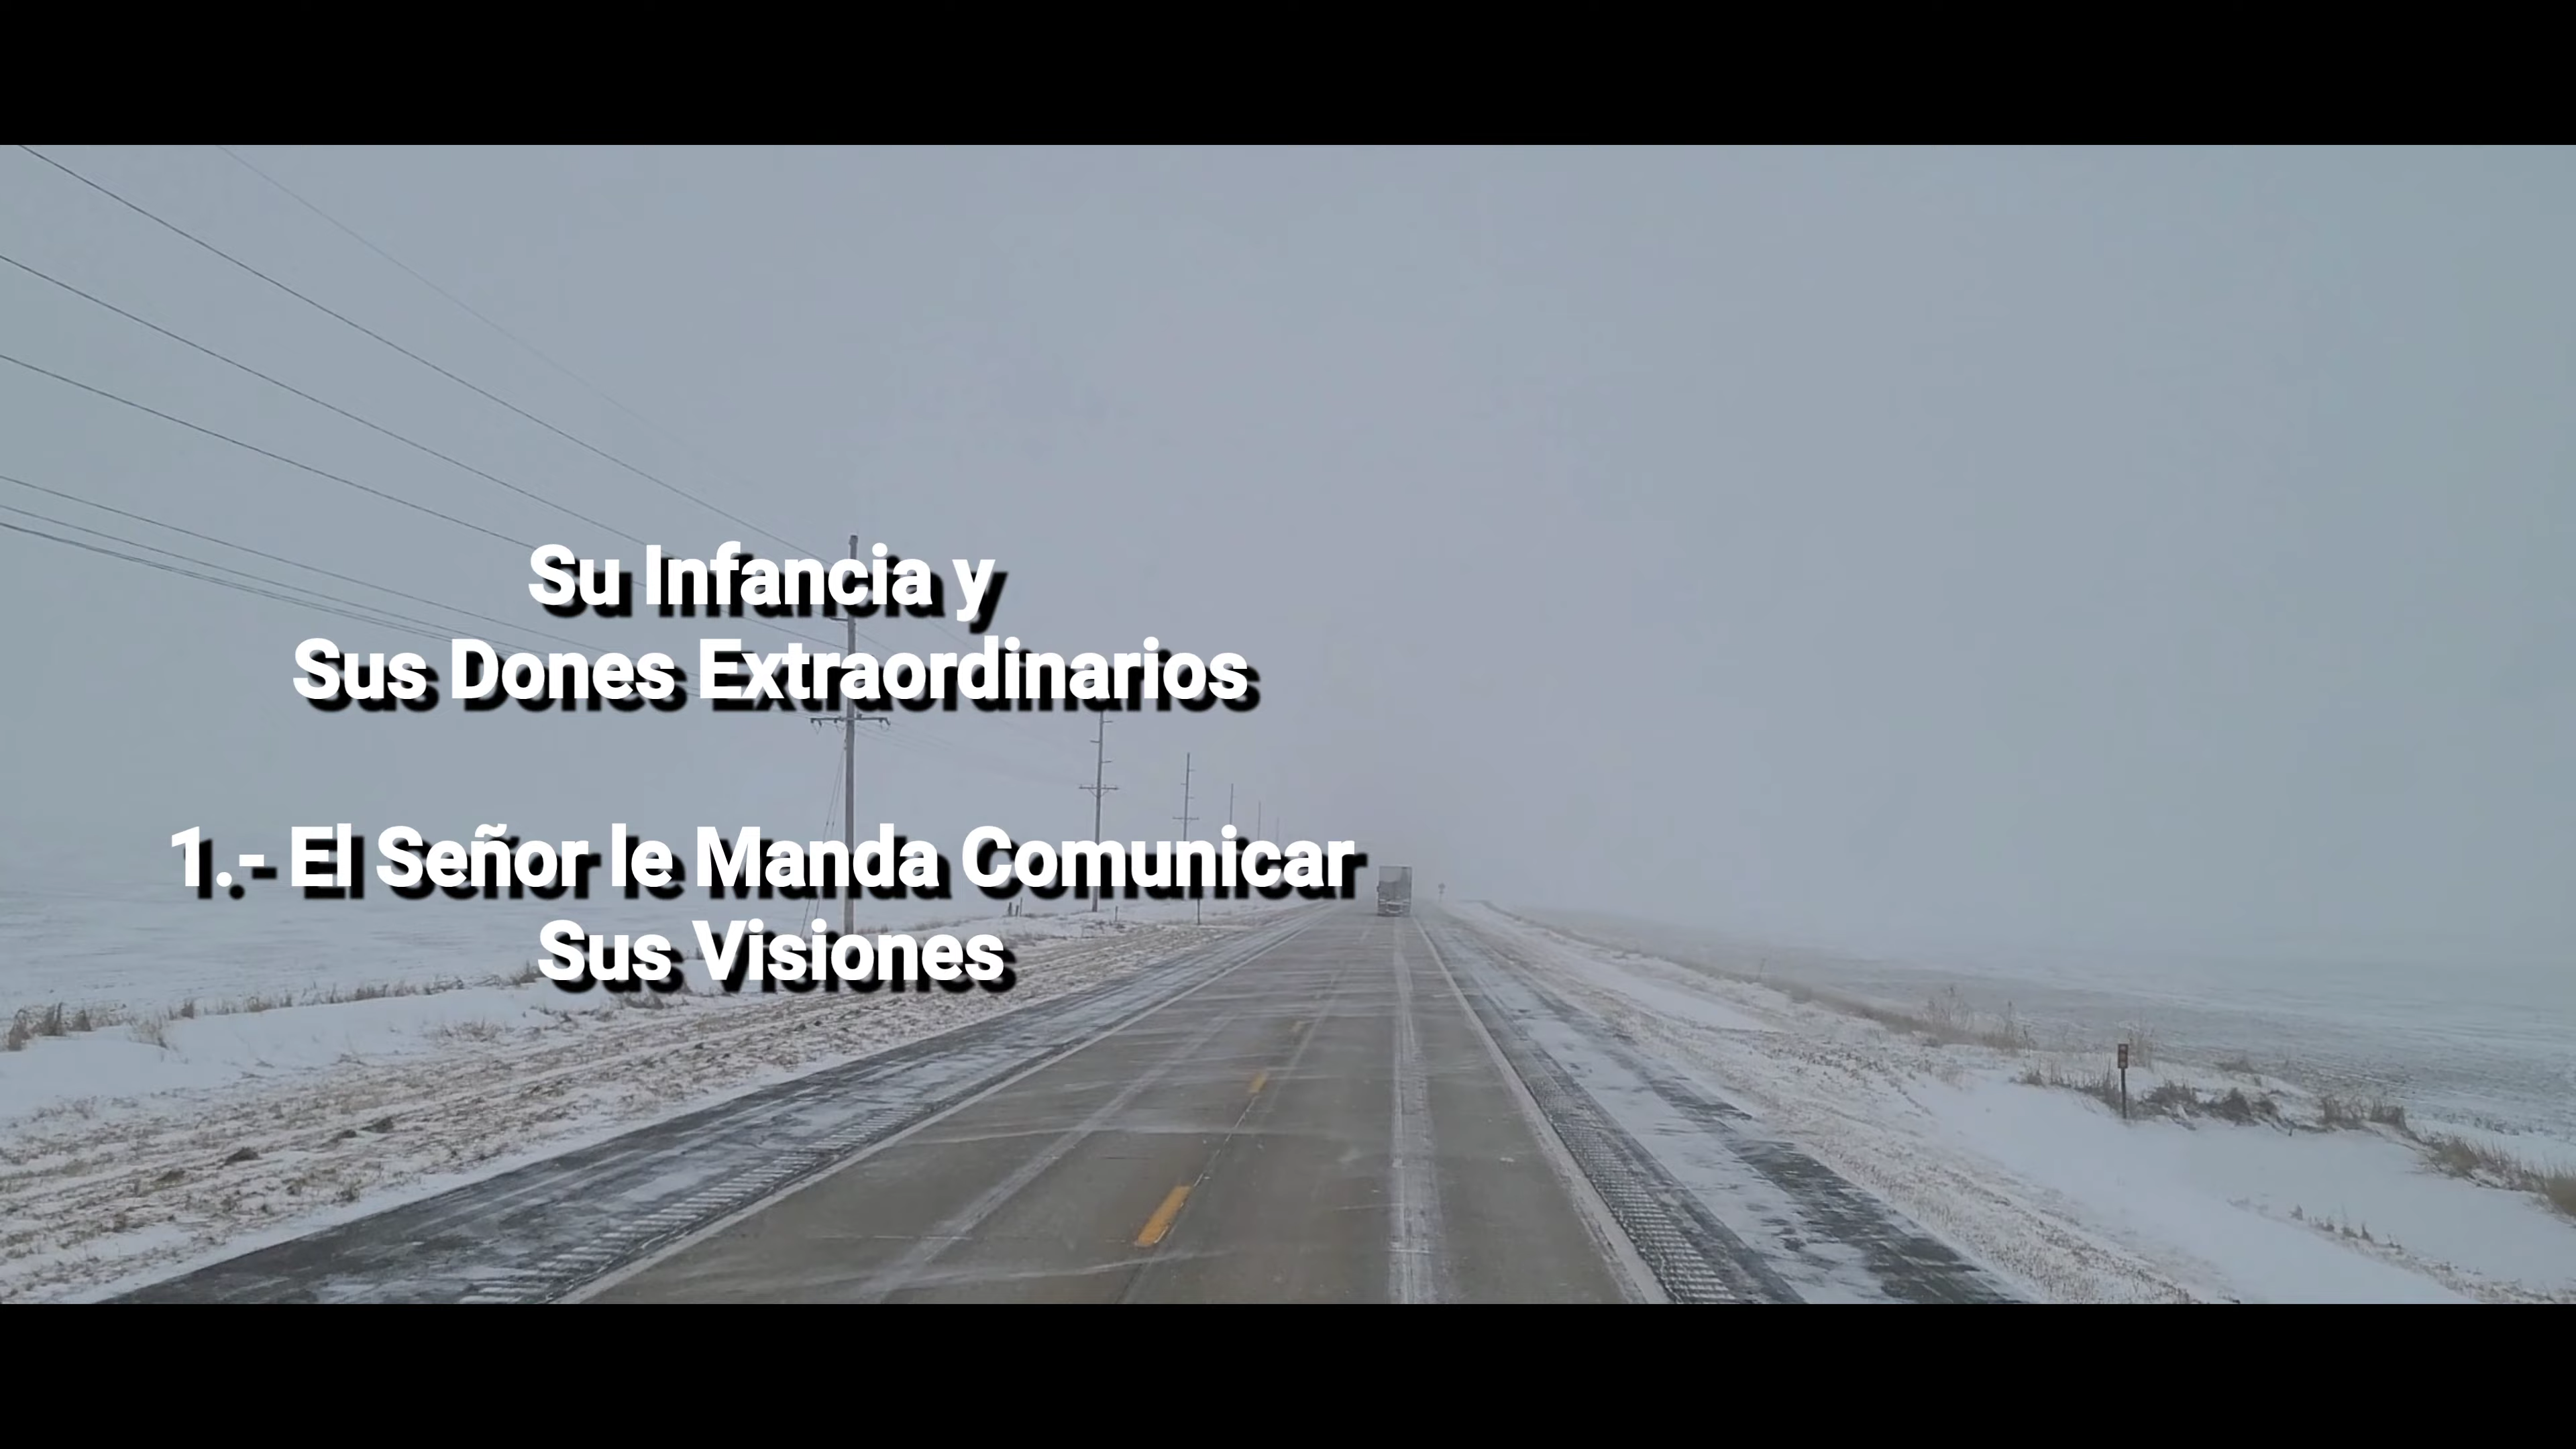 Su Infancia y
Sus Dones Extraordinarios
1.- El Señor le Manda Comunicar
Sus Visiones